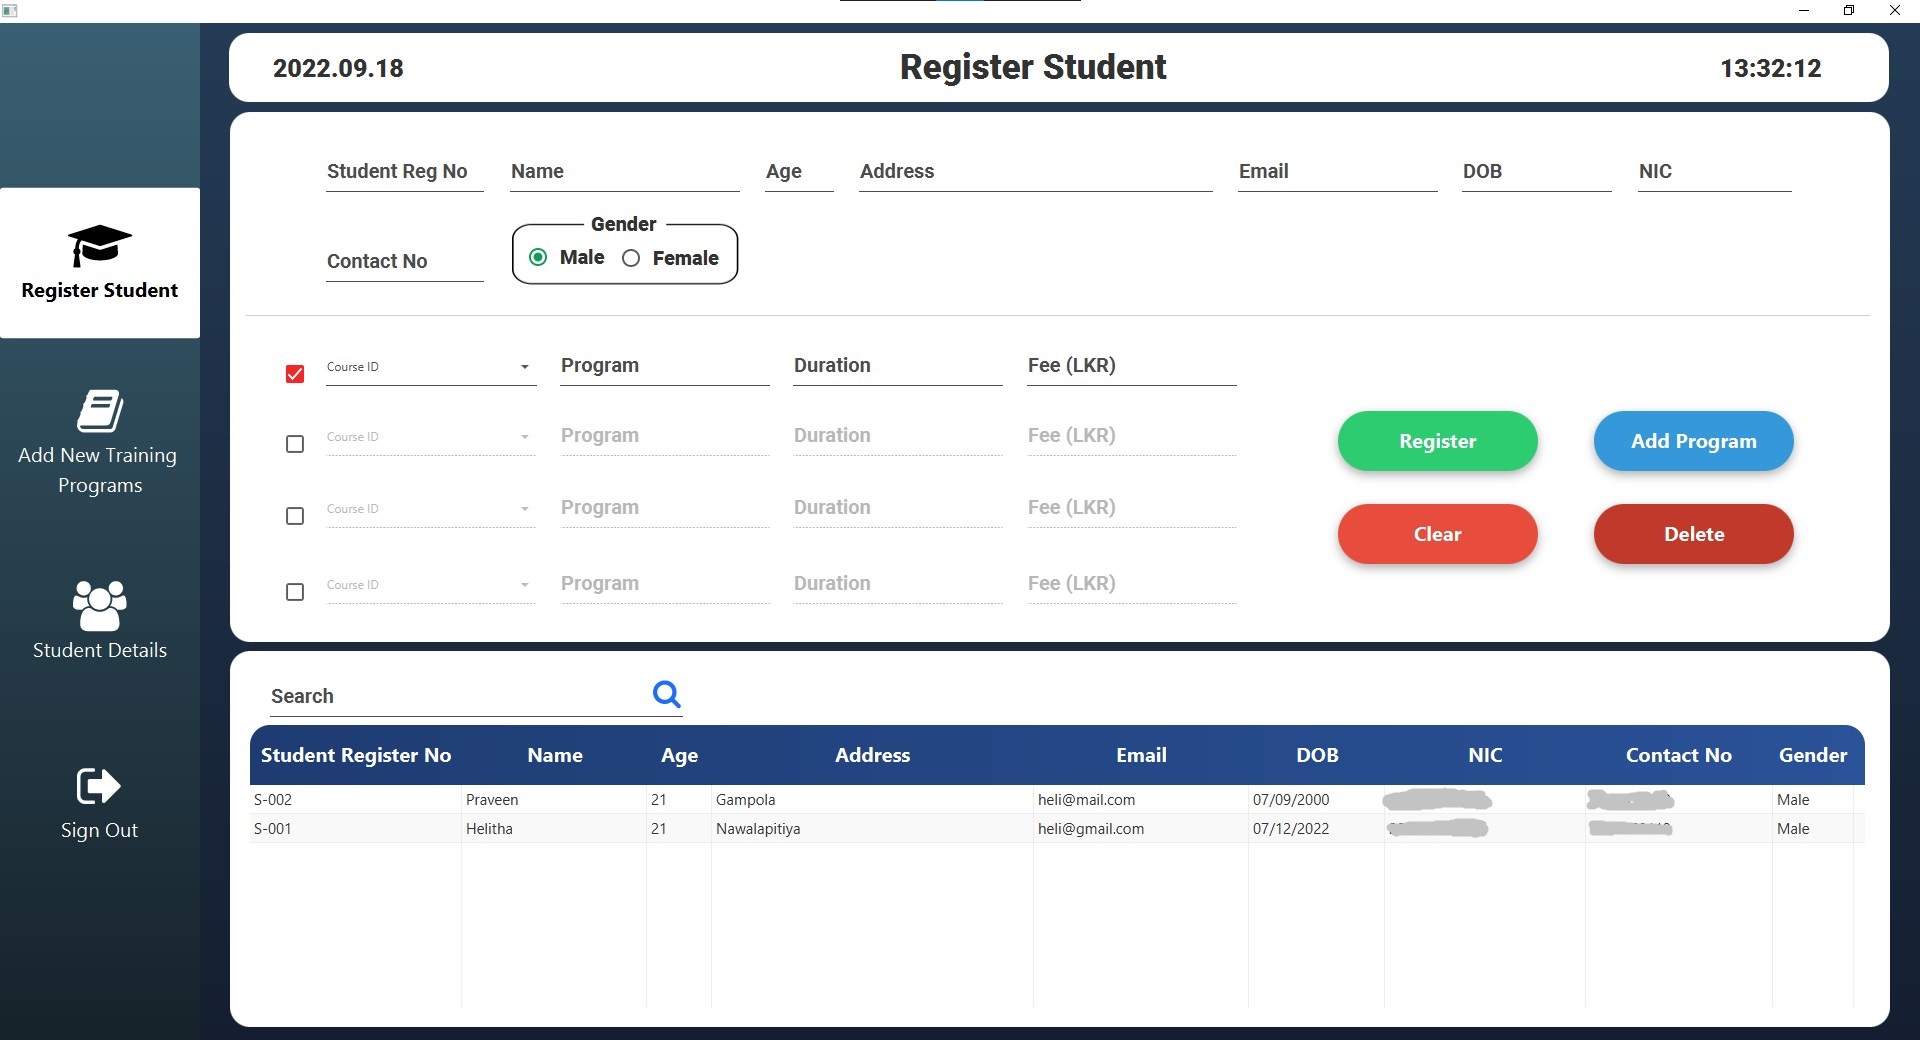 2022.09.18 Register Student 13:32:12
Register Student
Add New Training
Programs
Student Details
Sign Out
Student Reg No Name Age Address Email DOB NIC
Gender
Contact No Male Female
Course ID Program Duration Fee (LKR)
Course ID Program Duration Fee (LKR)
Course ID Program Duration Fee (LKR)
Course ID Program Duration Fee (LKR)
Register Add Program
Clear Delete
Search
Student Register No Name Age Address Email DOB NIC Contact No Gender
S-002 Praveen 21 Gampola heli@mail.com 07/09/2000 Male
S-001 Helitha 21 Nawalapitiya heli@gmail.com 07/12/2022 Male